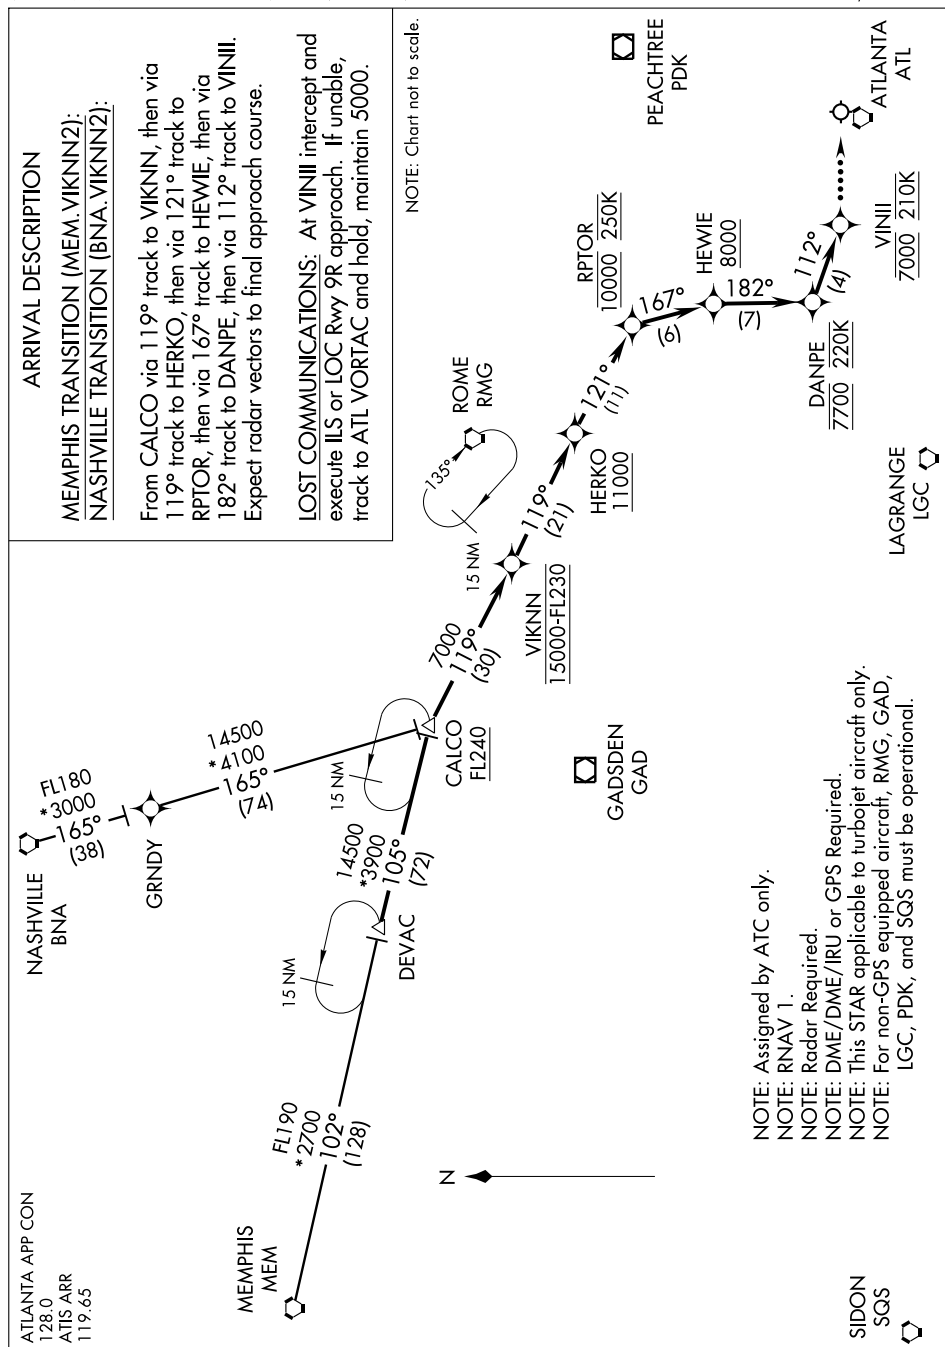 ATLANTA APP CON
128.0
ATIS ARR
119.65
NASHVILLE
BNA
FL180
*3000
165°
(38)
GRNDY
14500
*4100
165°
(74)
MEMPHIS
MEM
FL190
*2700
102°
(128)
15 NM
DEVAC
14500
*3900
105°
(72)
15 NM
CALCO
FL240
7000
119°
(30)
VIKNN
15000-FL230
15 NM
135°
ROME
RMG
119°
(21)
HERKO
11000
121°
(11)
RPTOR
10000 250K
167°
(6)
HEWIE
8000
182°
(7)
DANPE
7700 220K
112°
(4)
VINII
7000 210K
ATLANTA
ATL
PEACHTREE
PDK
GADSDEN
GAD
LAGRANGE
LGC
SIDON
SQS
N
ARRIVAL DESCRIPTION
MEMPHIS TRANSITION (MEM.VIKNN2):
NASHVILLE TRANSITION (BNA.VIKNN2):
From CALCO via 119° track to VIKNN, then via
119° track to HERKO, then via 121° track to
RPTOR, then via 167° track to HEWIE, then via
182° track to DANPE, then via 112° track to VINII.
Expect radar vectors to final approach course.
LOST COMMUNICATIONS: At VINII intercept and
execute ILS or LOC Rwy 9R approach. If unable,
track to ATL VORTAC and hold, maintain 5000.
NOTE: Chart not to scale.
NOTE: Assigned by ATC only.
NOTE: RNAV 1.
NOTE: Radar Required.
NOTE: DME/DME/IRU or GPS Required.
NOTE: This STAR applicable to turbojet aircraft only.
NOTE: For non-GPS equipped aircraft, RMG, GAD,
LGC, PDK, and SQS must be operational.